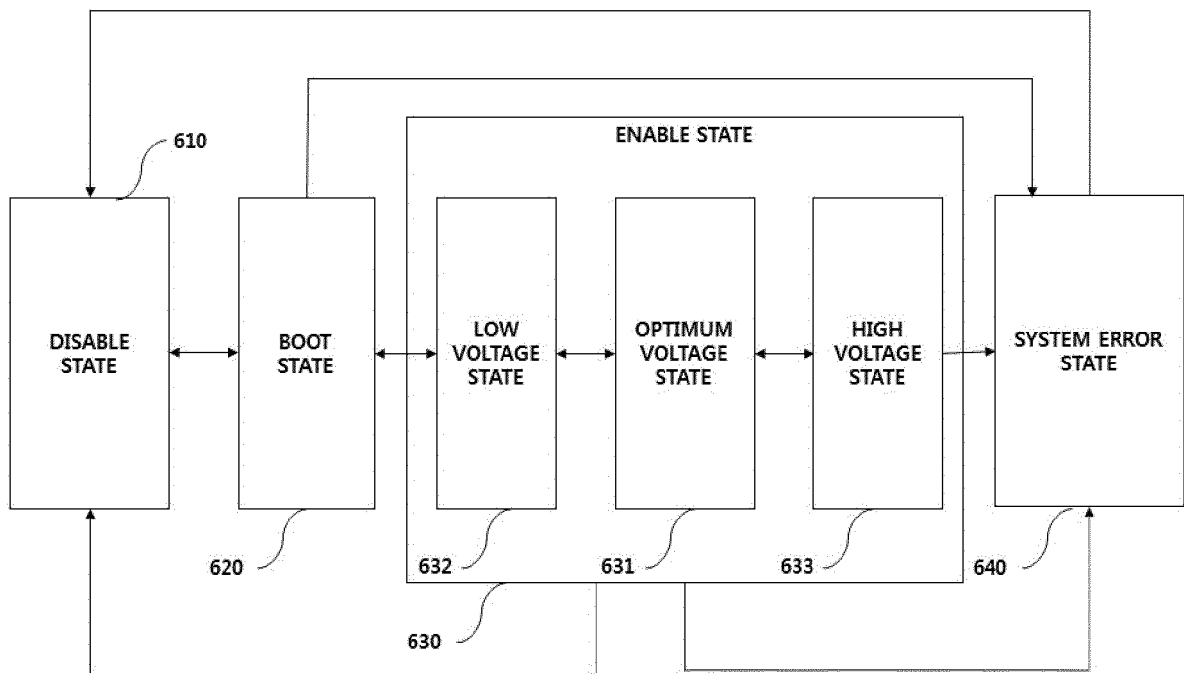 610
ENABLE STATE
DISABLE
STATE
BOOT
STATE
LOW
VOLTAGE
STATE
OPTIMUM
VOLTAGE
STATE
HIGH
VOLTAGE
STATE
SYSTEM ERROR
STATE
620
632
631
633
640
630